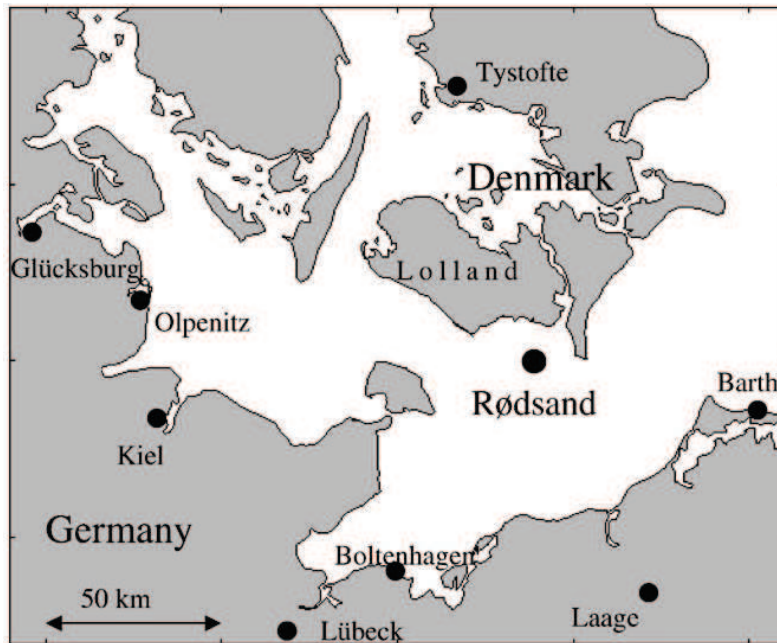 Tystofte
Denmark
Glücksburg
Lolland
Olpenitz
Barth
Rødsand
Kiel
Germany
Boltenhagen
50 km
Laage
Lübeck